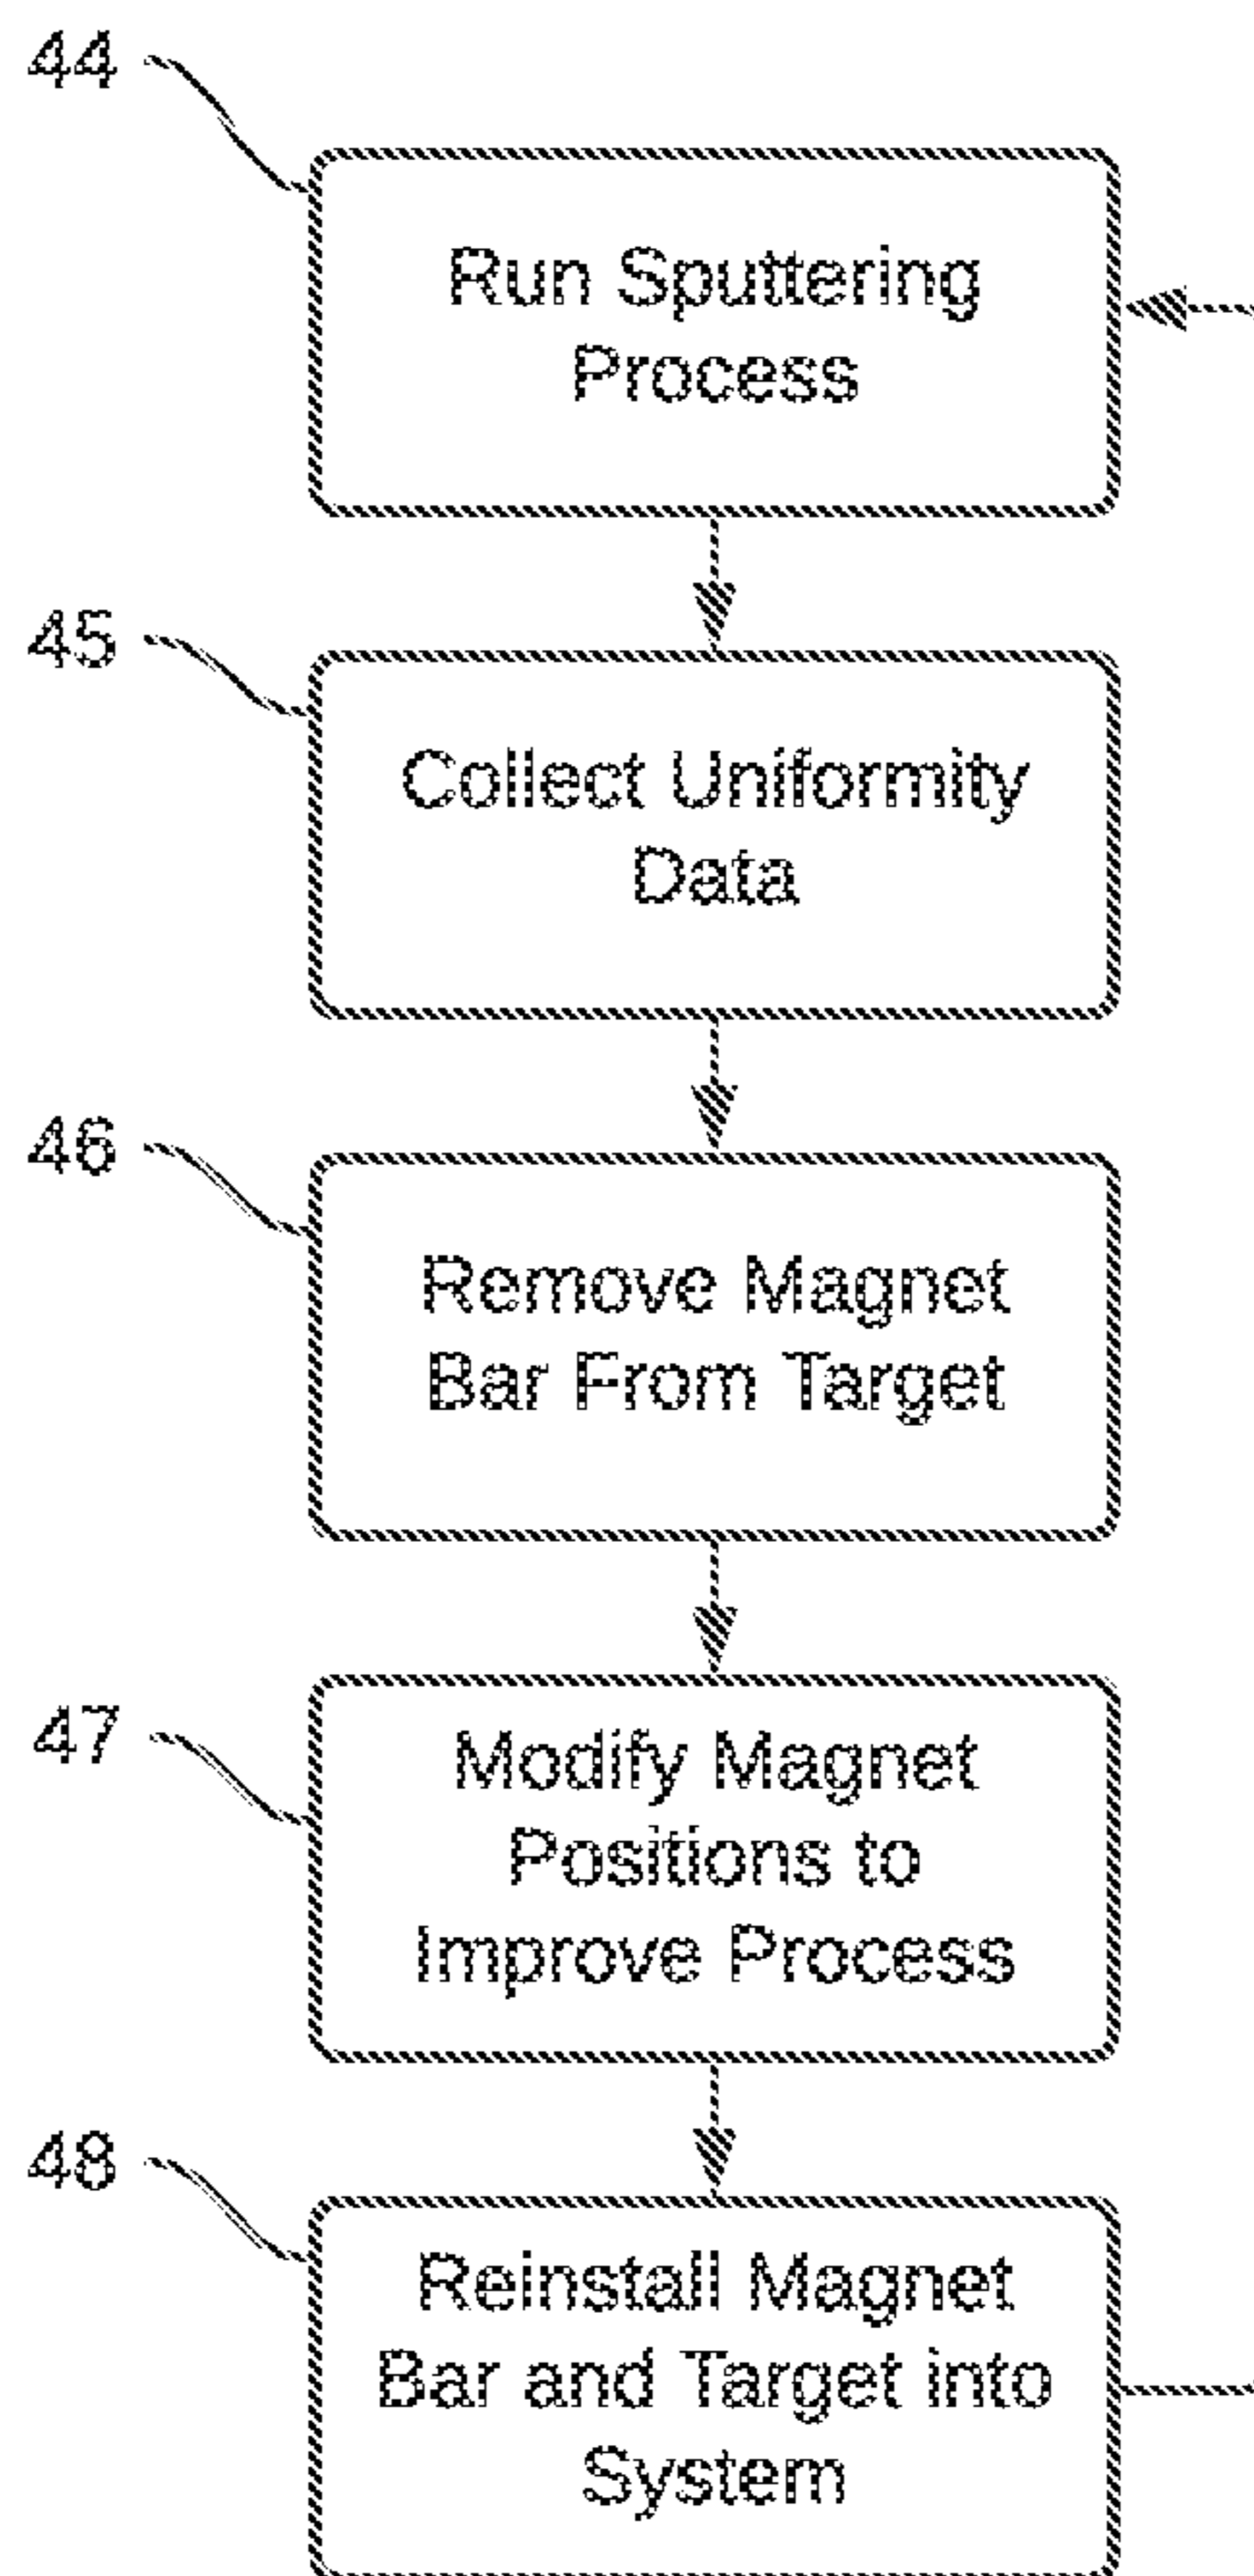 44
Run Sputtering
Process
45
Collect Uniformity
Data
46
Remove Magnet
Bar From Target
47
Modify Magnet
Positions to
Improve Process
48
Reinstall Magnet
Bar and Target into
System